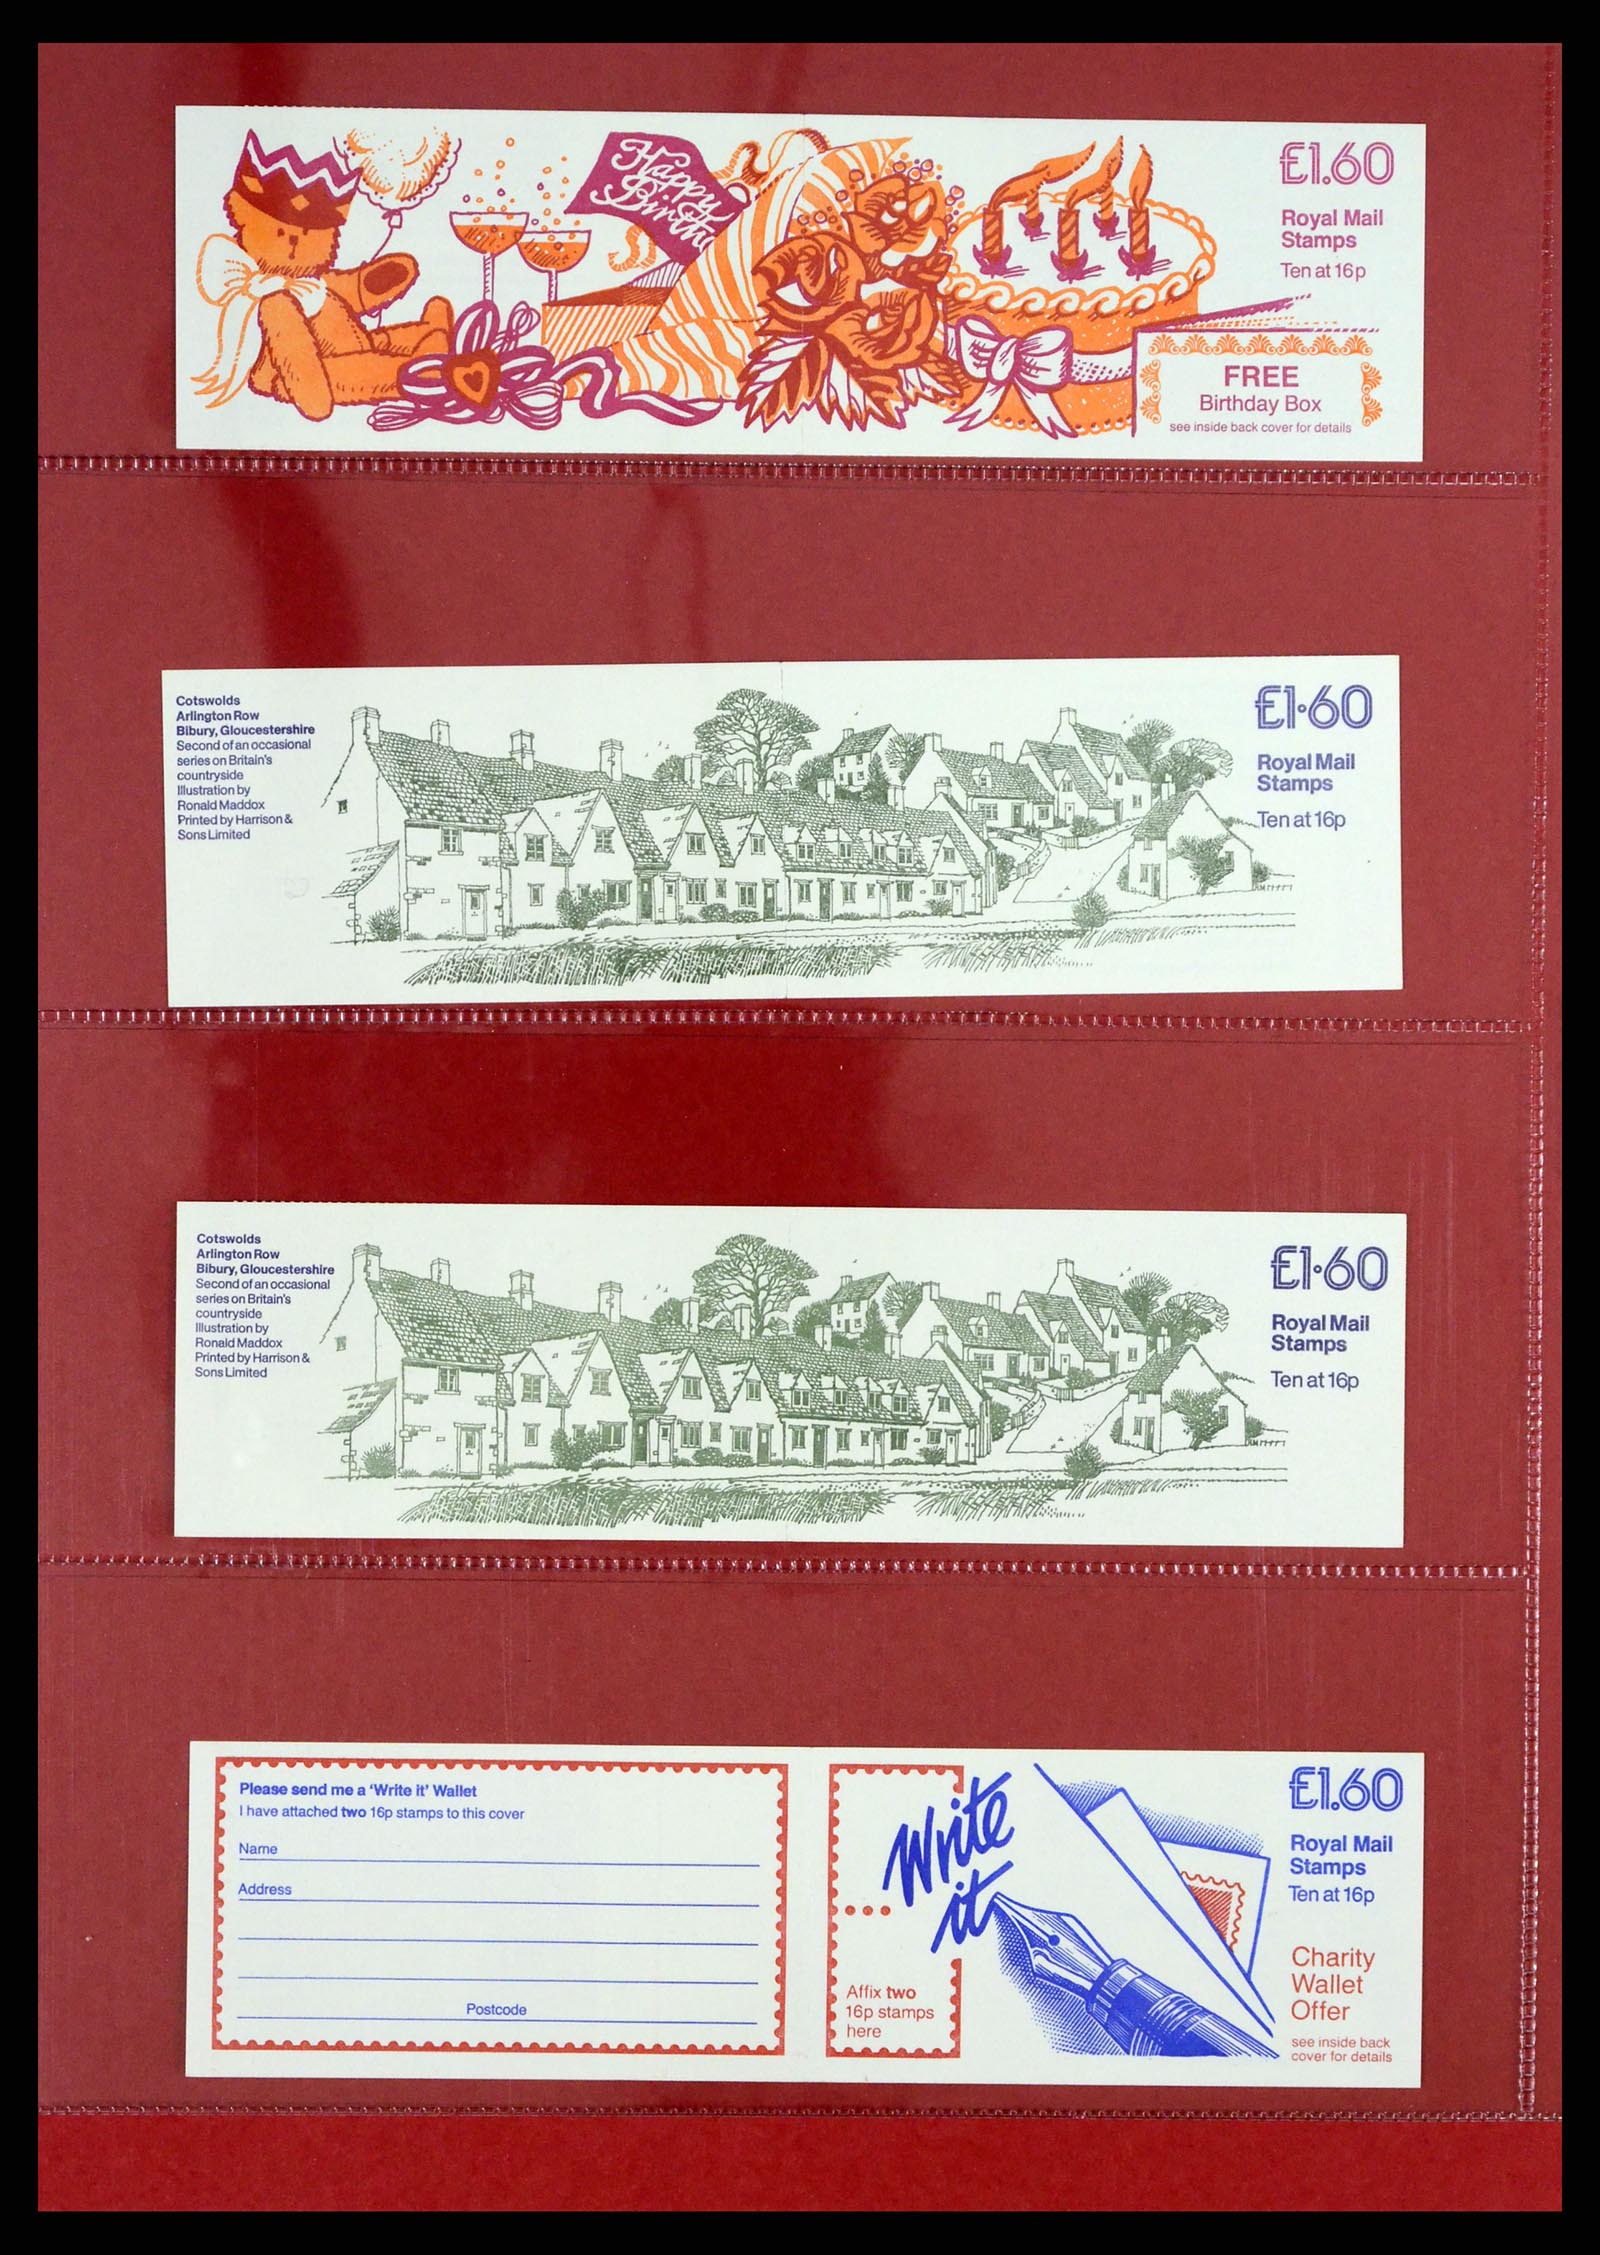 Happy
Birth
£1.60
Royal Mail
Stamps
Ten at 16p
FREE
Birthday Box
see inside back cover for details
Cotswolds
Arlington Row
Bibury, Gloucestershire
Second of an occasional
series on Britain's
countryside
Illustration by
Ronald Maddox
Printed by Harrison &
Sons Limited
£1·60
Royal Mail
Stamps
Ten at 16p
Cotswolds
Arlington Row
Bibury, Gloucestershire
Second of an occasional
series on Britain's
countryside
Illustration by
Ronald Maddox
Printed by Harrison &
Sons Limited
£1·60
Royal Mail
Stamps
Ten at 16p
Please send me a 'Write it' Wallet
I have attached two 16p stamps to this cover
Name
Address
Postcode
Write
it
Affix two
16p stamps
here
£1.60
Royal Mail
Stamps
Ten at 16p
Charity
Wallet
Offer
see inside back
cover for details